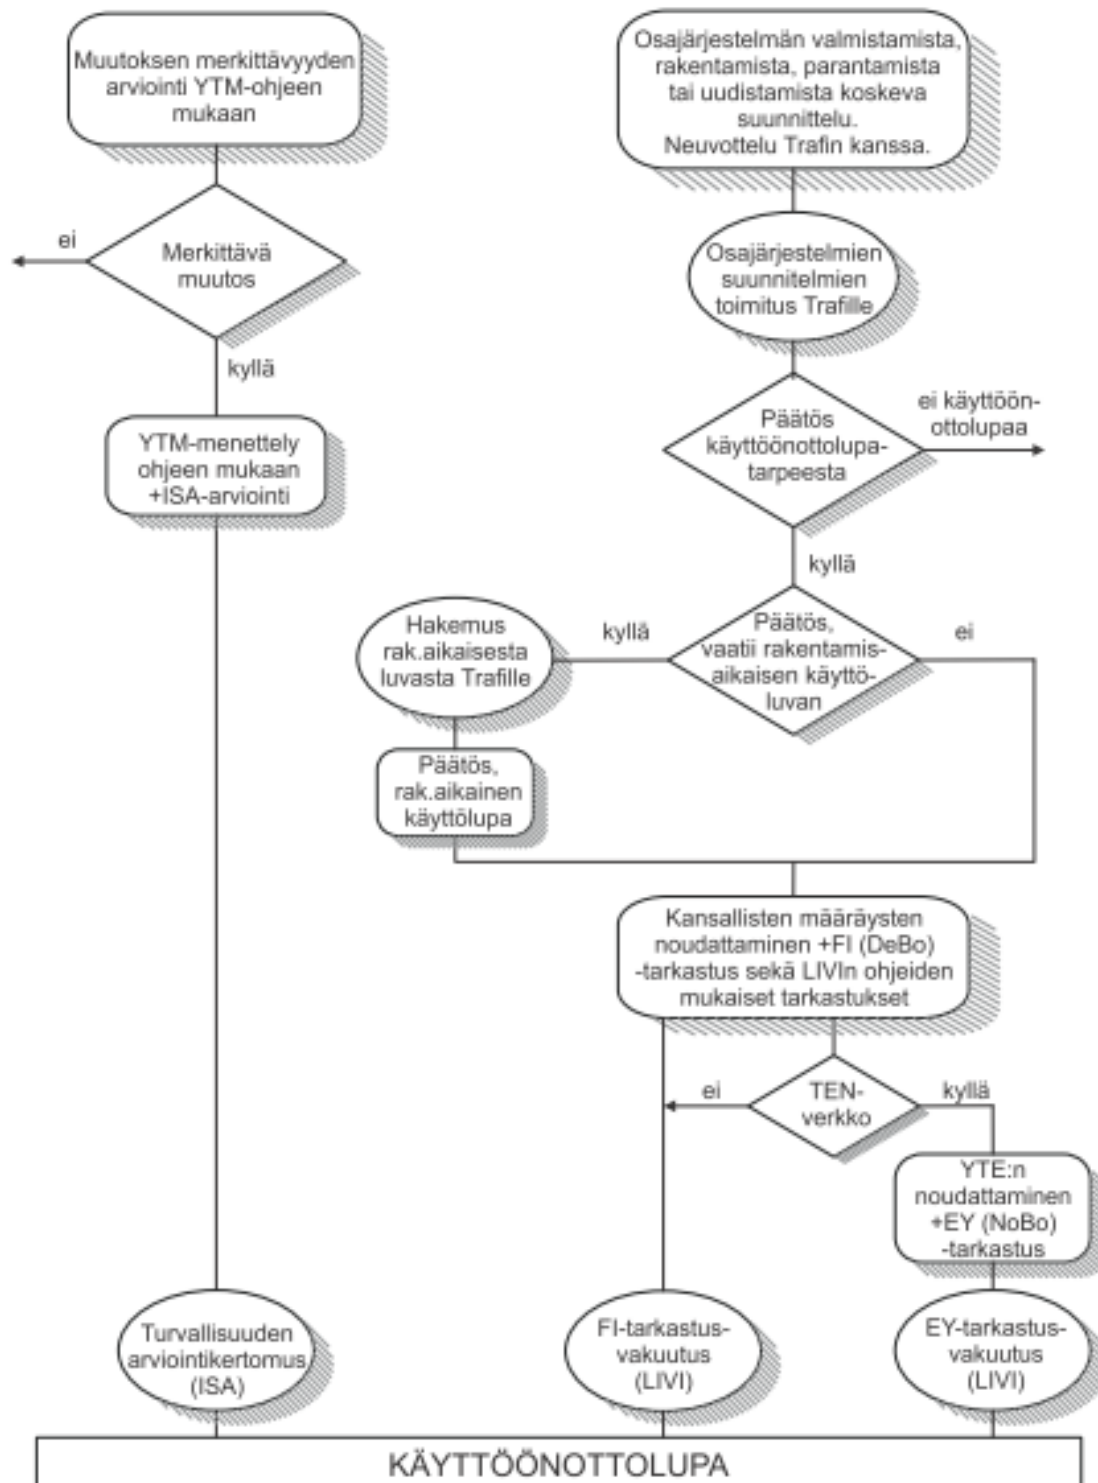 Muutoksen merkittävyyden
arviointi YTM-ohjeen
mukaan
ei
Merkittävä
muutos
kyllä
YTM-menettely
ohjeen mukaan
+ISA-arviointi
Turvallisuuden
arviointikertomus
(ISA)
Osajärjestelmän valmistamista,
rakentamista, parantamista
tai uudistamista koskeva
suunnittelu.
Neuvottelu Trafin kanssa.
Osajärjestelmien
suunnitelmien
toimitus Trafille
Päätös
käyttöönottolupa-
tarpeesta
ei käyttöön-
ottolupaa
kyllä
Päätös,
vaatii rakentamis-
aikaisen käyttö-
luvan
kyllä
ei
Hakemus
rak.aikaisesta
luvasta Trafille
Päätös,
rak.aikainen
käyttölupa
Kansallisten määräysten
noudattaminen +FI (DeBo)
-tarkastus sekä LIVIn ohjeiden
mukaiset tarkastukset
ei
TEN-
verkko
kyllä
YTE:n
noudattaminen
+EY (NoBo)
-tarkastus
FI-tarkastus-
vakuutus
(LIVI)
EY-tarkastus-
vakuutus
(LIVI)
KÄYTTÖÖNOTTOLUPA